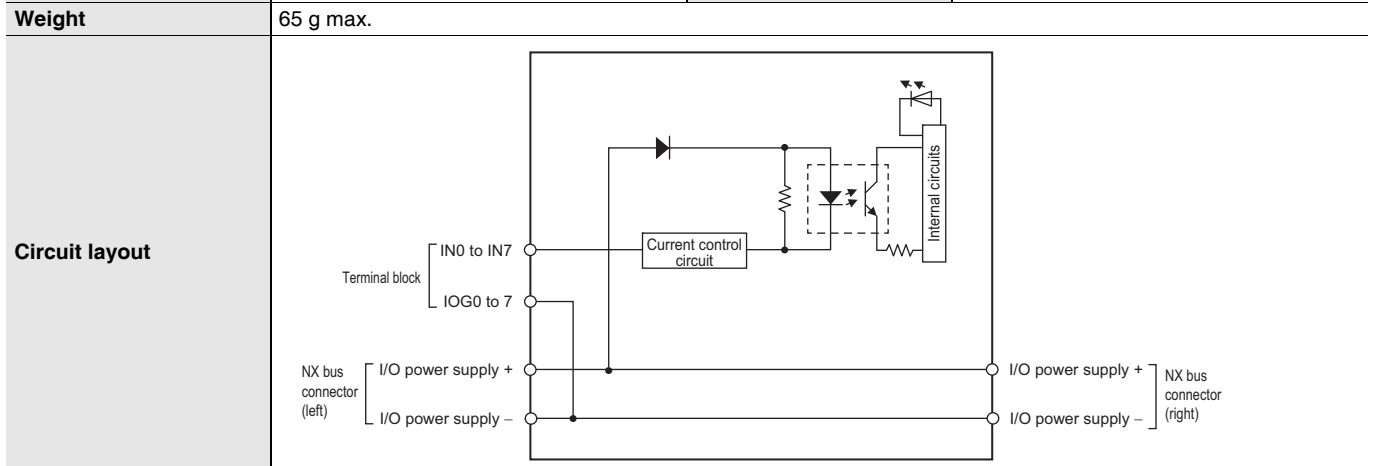 Weight
65 g max.
Circuit layout
Internal circuits
Current control
circuit
Terminal block
IN0 to IN7
IOG0 to 7
NX bus
connector
(left)
I/O power supply +
I/O power supply –
I/O power supply +
I/O power supply –
NX bus
connector
(right)